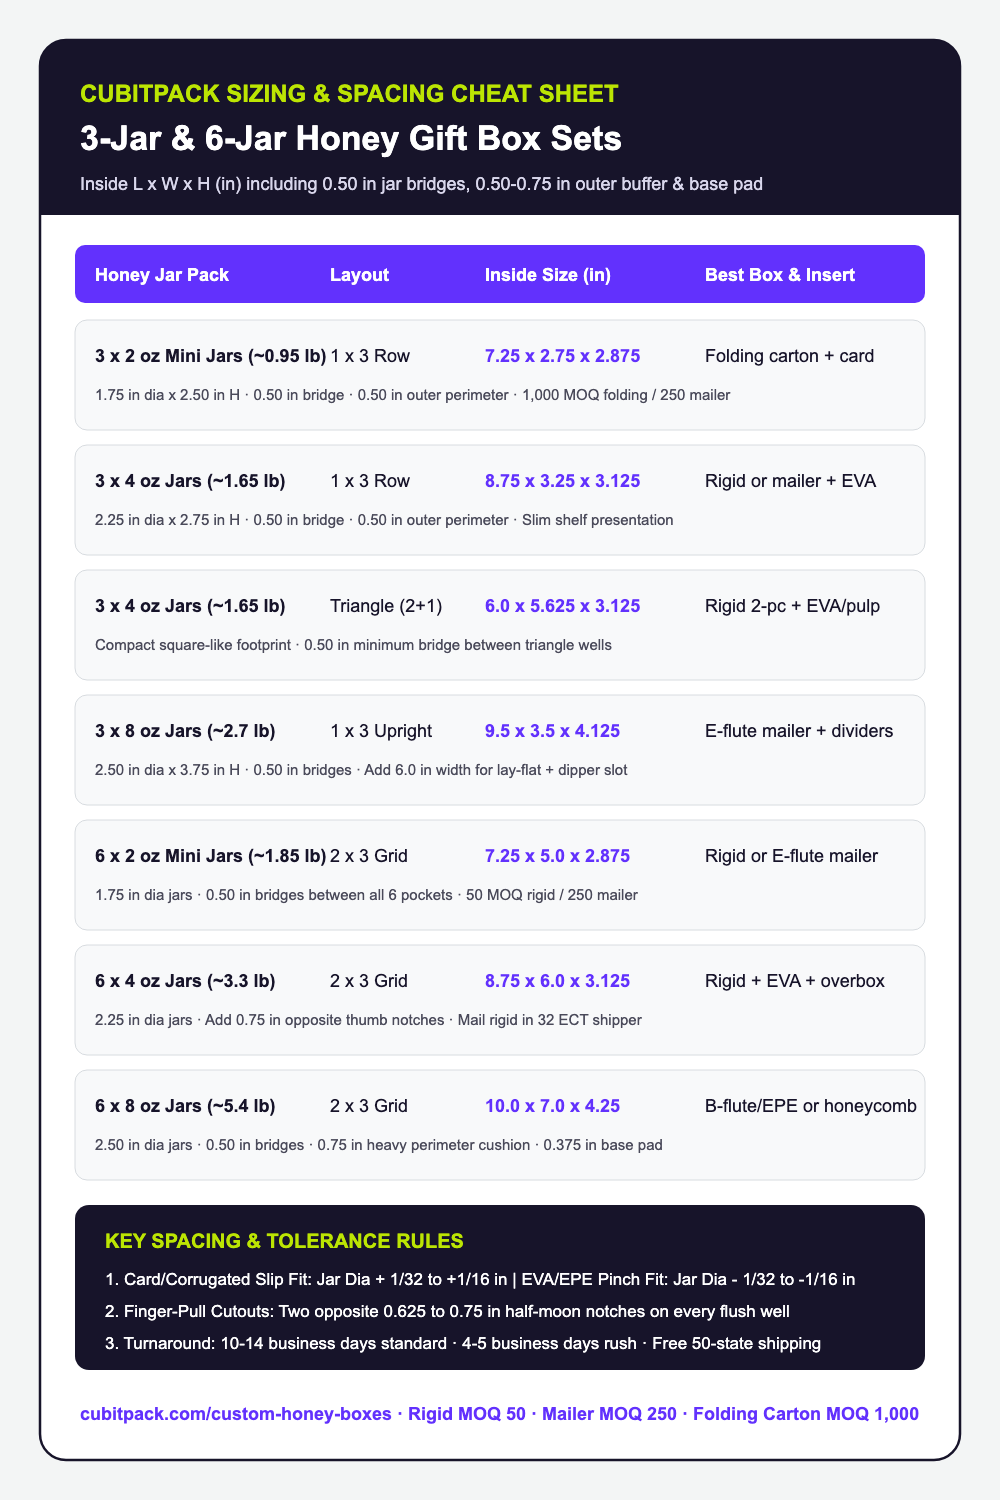 CUBITPACK SIZING & SPACING CHEAT SHEET
3-Jar & 6-Jar Honey Gift Box Sets
Inside L x W x H (in) including 0.50 in jar bridges, 0.50-0.75 in outer buffer & base pad
Honey Jar Pack Layout Inside Size (in) Best Box & Insert
3 x 2 oz Mini Jars (~0.95 lb) 1 x 3 Row 7.25 x 2.75 x 2.875 Folding carton + card
1.75 in dia x 2.50 in H · 0.50 in bridge · 0.50 in outer perimeter · 1,000 MOQ folding / 250 mailer
3 x 4 oz Jars (~1.65 lb) 1 x 3 Row 8.75 x 3.25 x 3.125 Rigid or mailer + EVA
2.25 in dia x 2.75 in H · 0.50 in bridge · 0.50 in outer perimeter · Slim shelf presentation
3 x 4 oz Jars (~1.65 lb) Triangle (2+1) 6.0 x 5.625 x 3.125 Rigid 2-pc + EVA/pulp
Compact square-like footprint · 0.50 in minimum bridge between triangle wells
3 x 8 oz Jars (~2.7 lb) 1 x 3 Upright 9.5 x 3.5 x 4.125 E-flute mailer + dividers
2.50 in dia x 3.75 in H · 0.50 in bridges · Add 6.0 in width for lay-flat + dipper slot
6 x 2 oz Mini Jars (~1.85 lb) 2 x 3 Grid 7.25 x 5.0 x 2.875 Rigid or E-flute mailer
1.75 in dia jars · 0.50 in bridges between all 6 pockets · 50 MOQ rigid / 250 mailer
6 x 4 oz Jars (~3.3 lb) 2 x 3 Grid 8.75 x 6.0 x 3.125 Rigid + EVA + overbox
2.25 in dia jars · Add 0.75 in opposite thumb notches · Mail rigid in 32 ECT shipper
6 x 8 oz Jars (~5.4 lb) 2 x 3 Grid 10.0 x 7.0 x 4.25 B-flute/EPE or honeycomb
2.50 in dia jars · 0.50 in bridges · 0.75 in heavy perimeter cushion · 0.375 in base pad
KEY SPACING & TOLERANCE RULES
1. Card/Corrugated Slip Fit: Jar Dia + 1/32 to +1/16 in | EVA/EPE Pinch Fit: Jar Dia - 1/32 to -1/16 in
2. Finger-Pull Cutouts: Two opposite 0.625 to 0.75 in half-moon notches on every flush well
3. Turnaround: 10-14 business days standard · 4-5 business days rush · Free 50-state shipping
cubitpack.com/custom-honey-boxes · Rigid MOQ 50 · Mailer MOQ 250 · Folding Carton MOQ 1,000